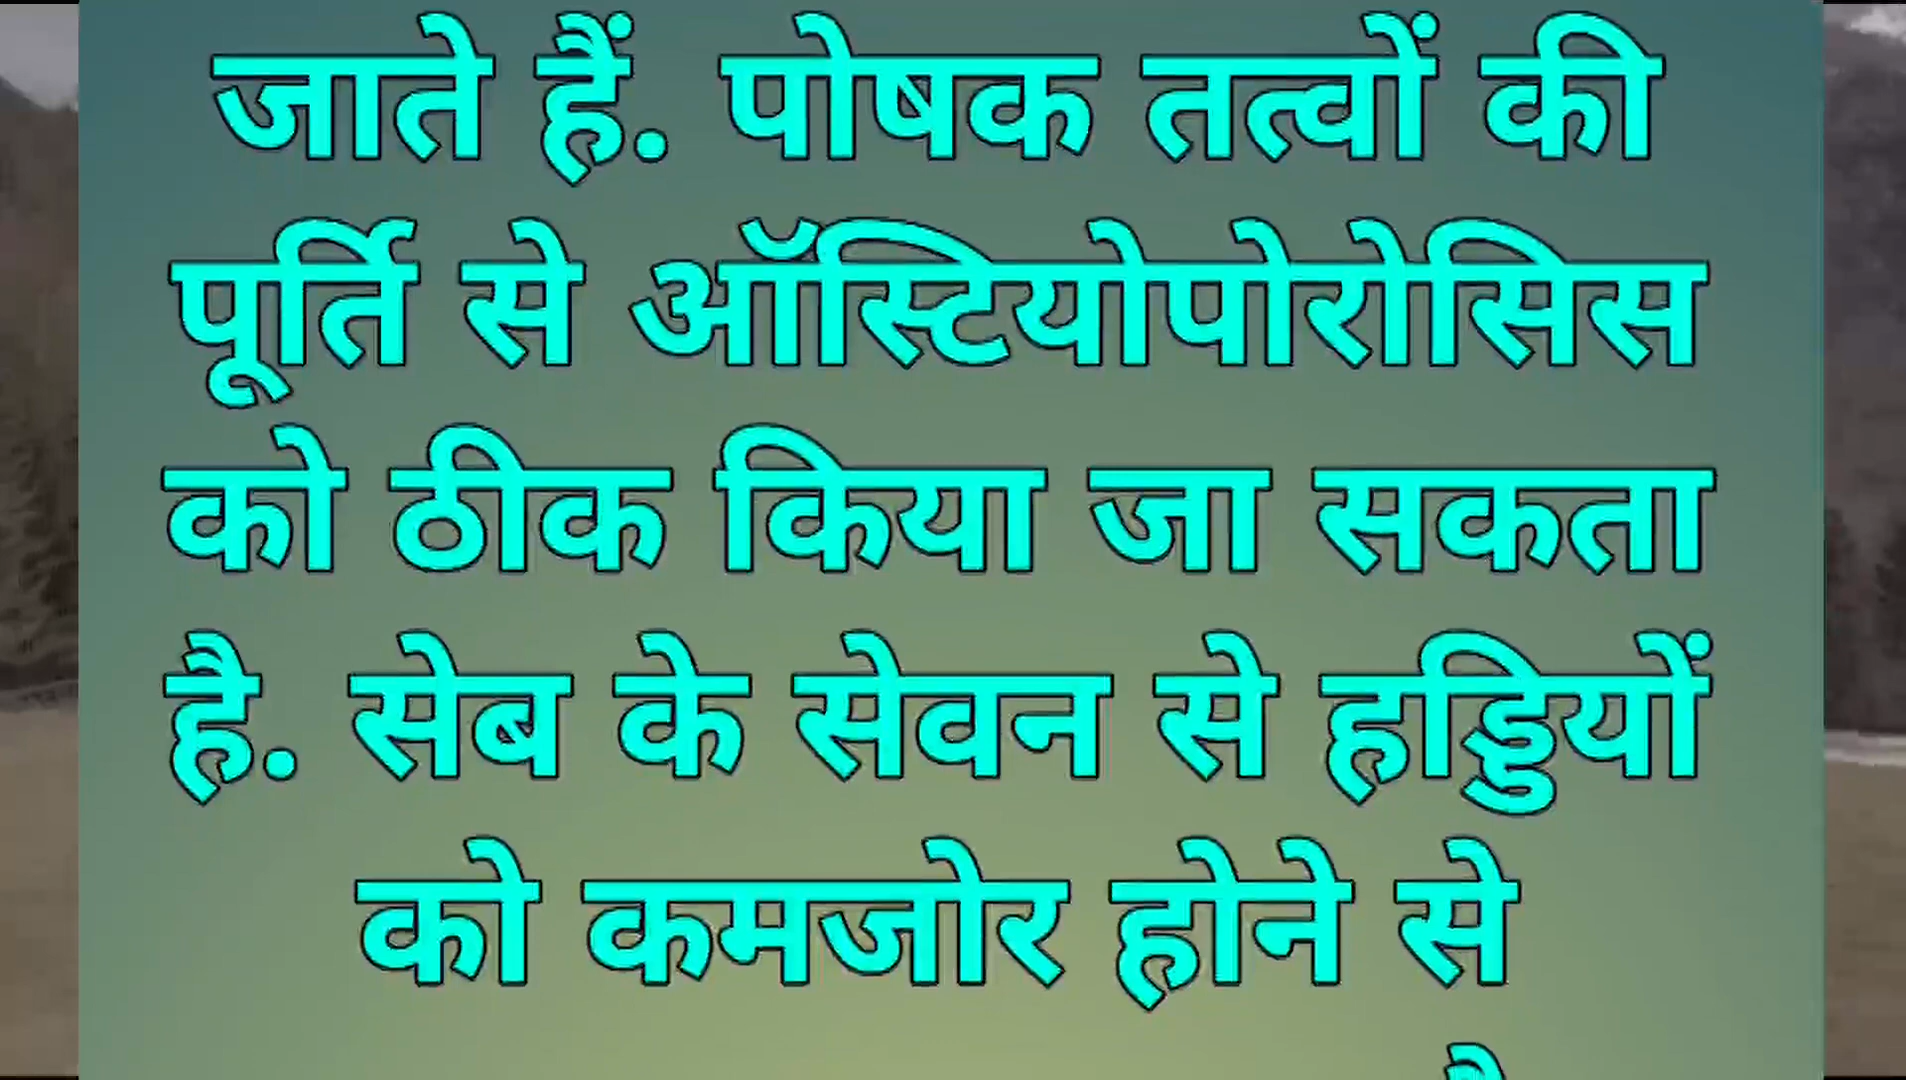 जाते हैं. पोषक तत्वों की
पूर्ति से ऑस्टियोपोरोसिस
को ठीक किया जा सकता
है. सेब के सेवन से हड्डियों
को कमजोर होने से